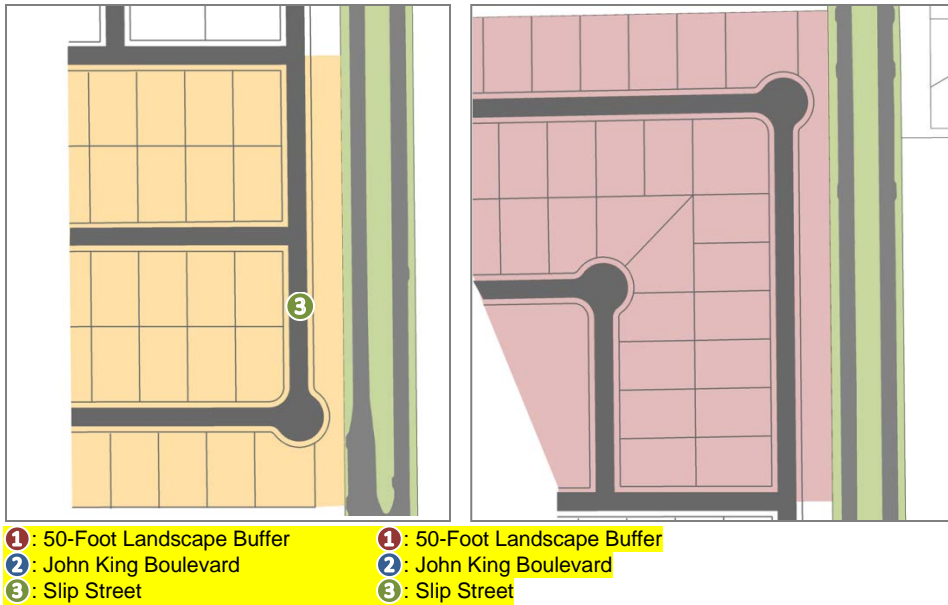 3
1: 50-Foot Landscape Buffer
2: John King Boulevard
3: Slip Street
1: 50-Foot Landscape Buffer
2: John King Boulevard
3: Slip Street